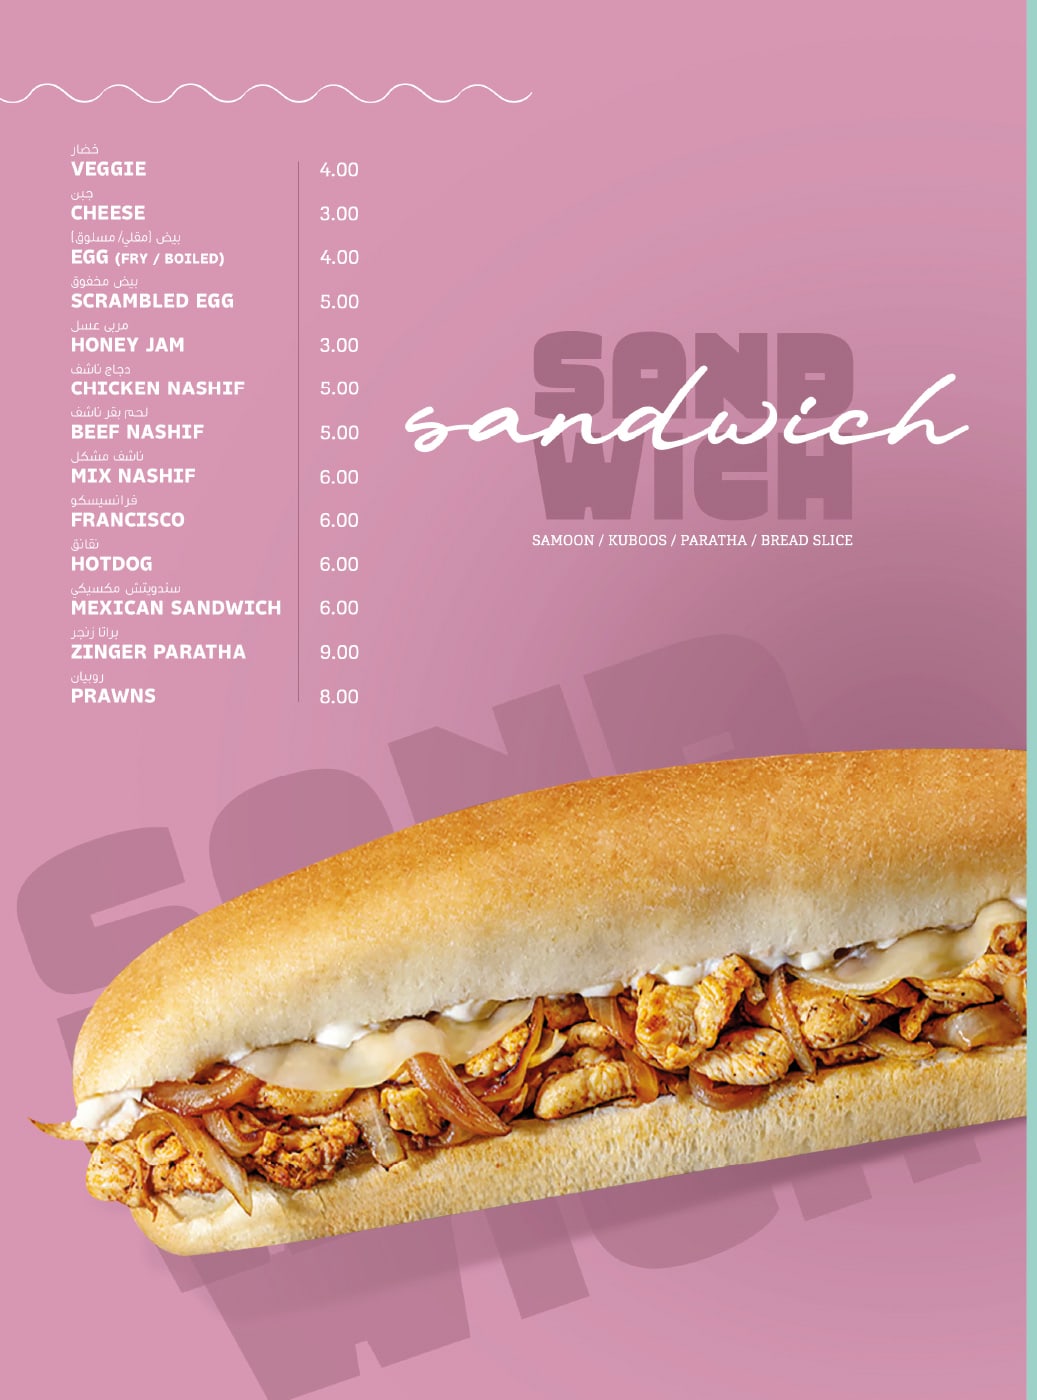 خضار
VEGGIE 4.00
جبن
CHEESE 3.00
بيض (مقلي/ مسلوق)
EGG (FRY / BOILED) 4.00
بيض مخفوق
SCRAMBLED EGG 5.00
مربى عسل
HONEY JAM 3.00
دجاج ناشف
CHICKEN NASHIF 5.00
لحم بقر ناشف
BEEF NASHIF 5.00
ناشف مشكل
MIX NASHIF 6.00
فرانسيسكو
FRANCISCO 6.00
نقانق
HOTDOG 6.00
سندويتش مكسيكي
MEXICAN SANDWICH 6.00
براتا زنجر
ZINGER PARATHA 9.00
روبيان
PRAWNS 8.00
SAND
sandwich
WICH
SAMOON / KUBOOS / PARATHA / BREAD SLICE
SAND
WICH